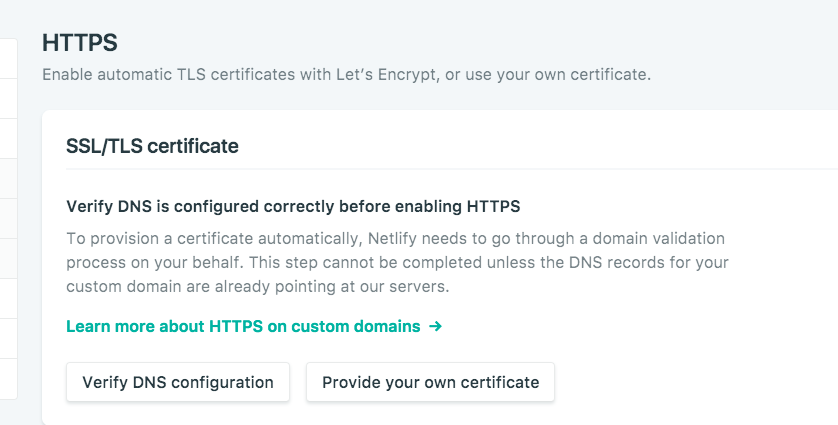 HTTPS
Enable automatic TLS certificates with Let’s Encrypt, or use your own certificate.
SSL/TLS certificate
Verify DNS is configured correctly before enabling HTTPS
To provision a certificate automatically, Netlify needs to go through a domain validation
process on your behalf. This step cannot be completed unless the DNS records for your
custom domain are already pointing at our servers.
Learn more about HTTPS on custom domains →
Verify DNS configuration
Provide your own certificate